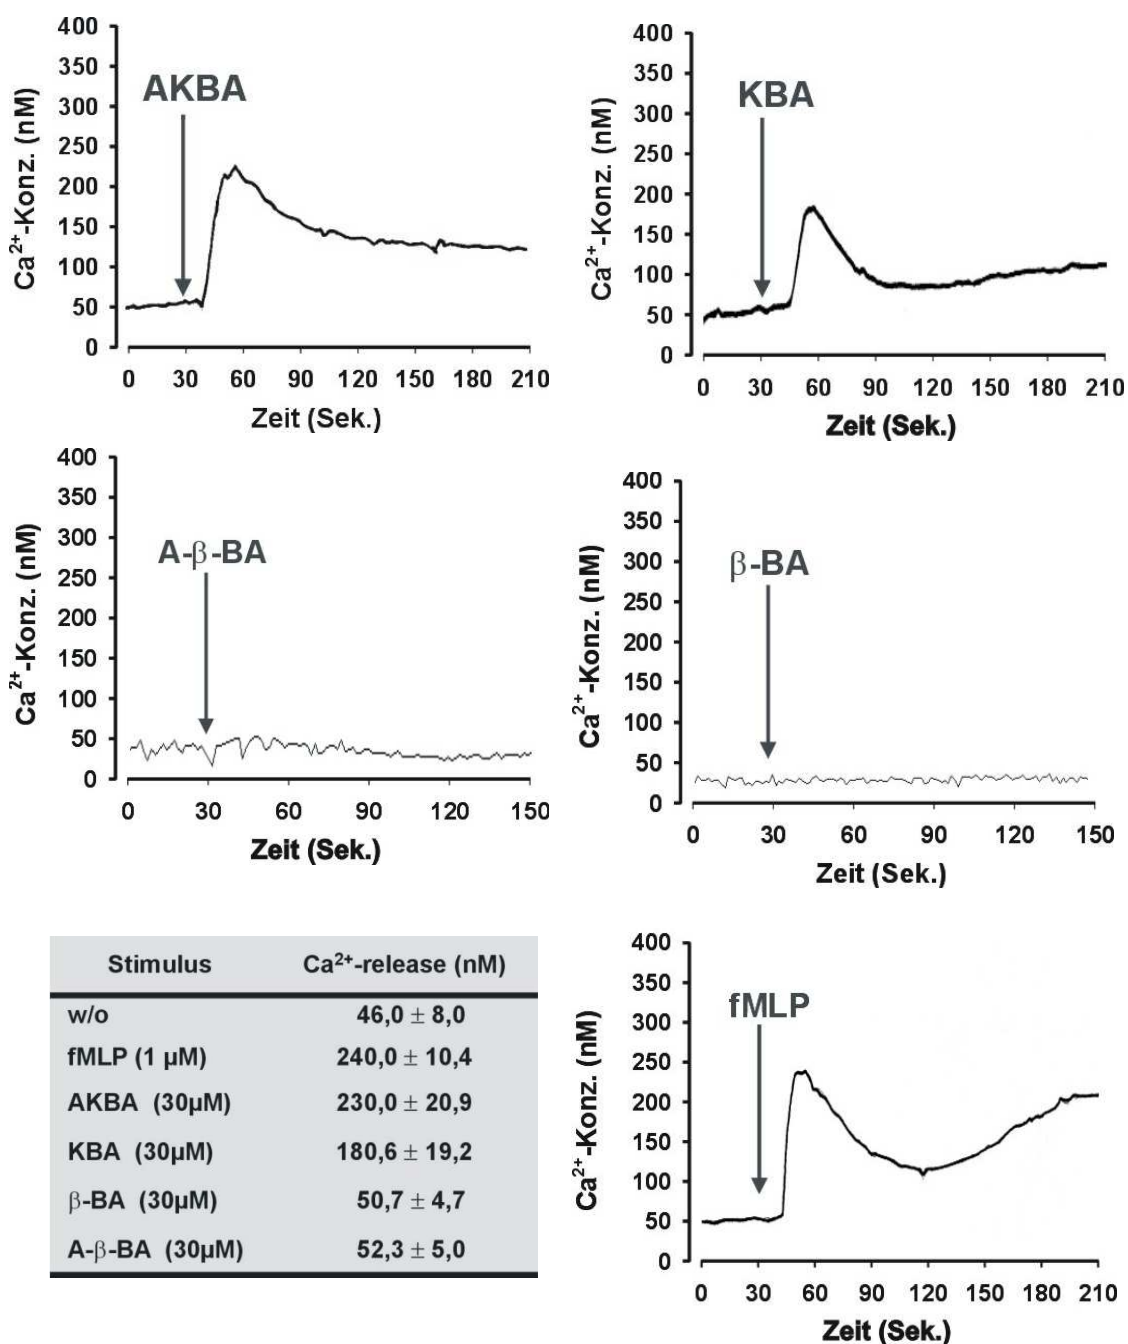 400
350
300
250
200
150
100
50
0
Ca²⁺-Konz. (nM)
AKBA
0 30 60 90 120 150 180 210
Zeit (Sek.)
400
350
300
250
200
150
100
50
0
Ca²⁺-Konz. (nM)
KBA
0 30 60 90 120 150 180 210
Zeit (Sek.)
400
350
300
250
200
150
100
50
0
Ca²⁺-Konz. (nM)
A-β-BA
0 30 60 90 120 150
Zeit (Sek.)
400
350
300
250
200
150
100
50
0
Ca²⁺-Konz. (nM)
β-BA
0 30 60 90 120 150
Zeit (Sek.)
Stimulus Ca²⁺-release (nM)
w/o 46,0 ± 8,0
fMLP (1 µM) 240,0 ± 10,4
AKBA (30µM) 230,0 ± 20,9
KBA (30µM) 180,6 ± 19,2
β-BA (30µM) 50,7 ± 4,7
A-β-BA (30µM) 52,3 ± 5,0
400
350
300
250
200
150
100
50
0
Ca²⁺-Konz. (nM)
fMLP
0 30 60 90 120 150 180 210
Zeit (Sek.)